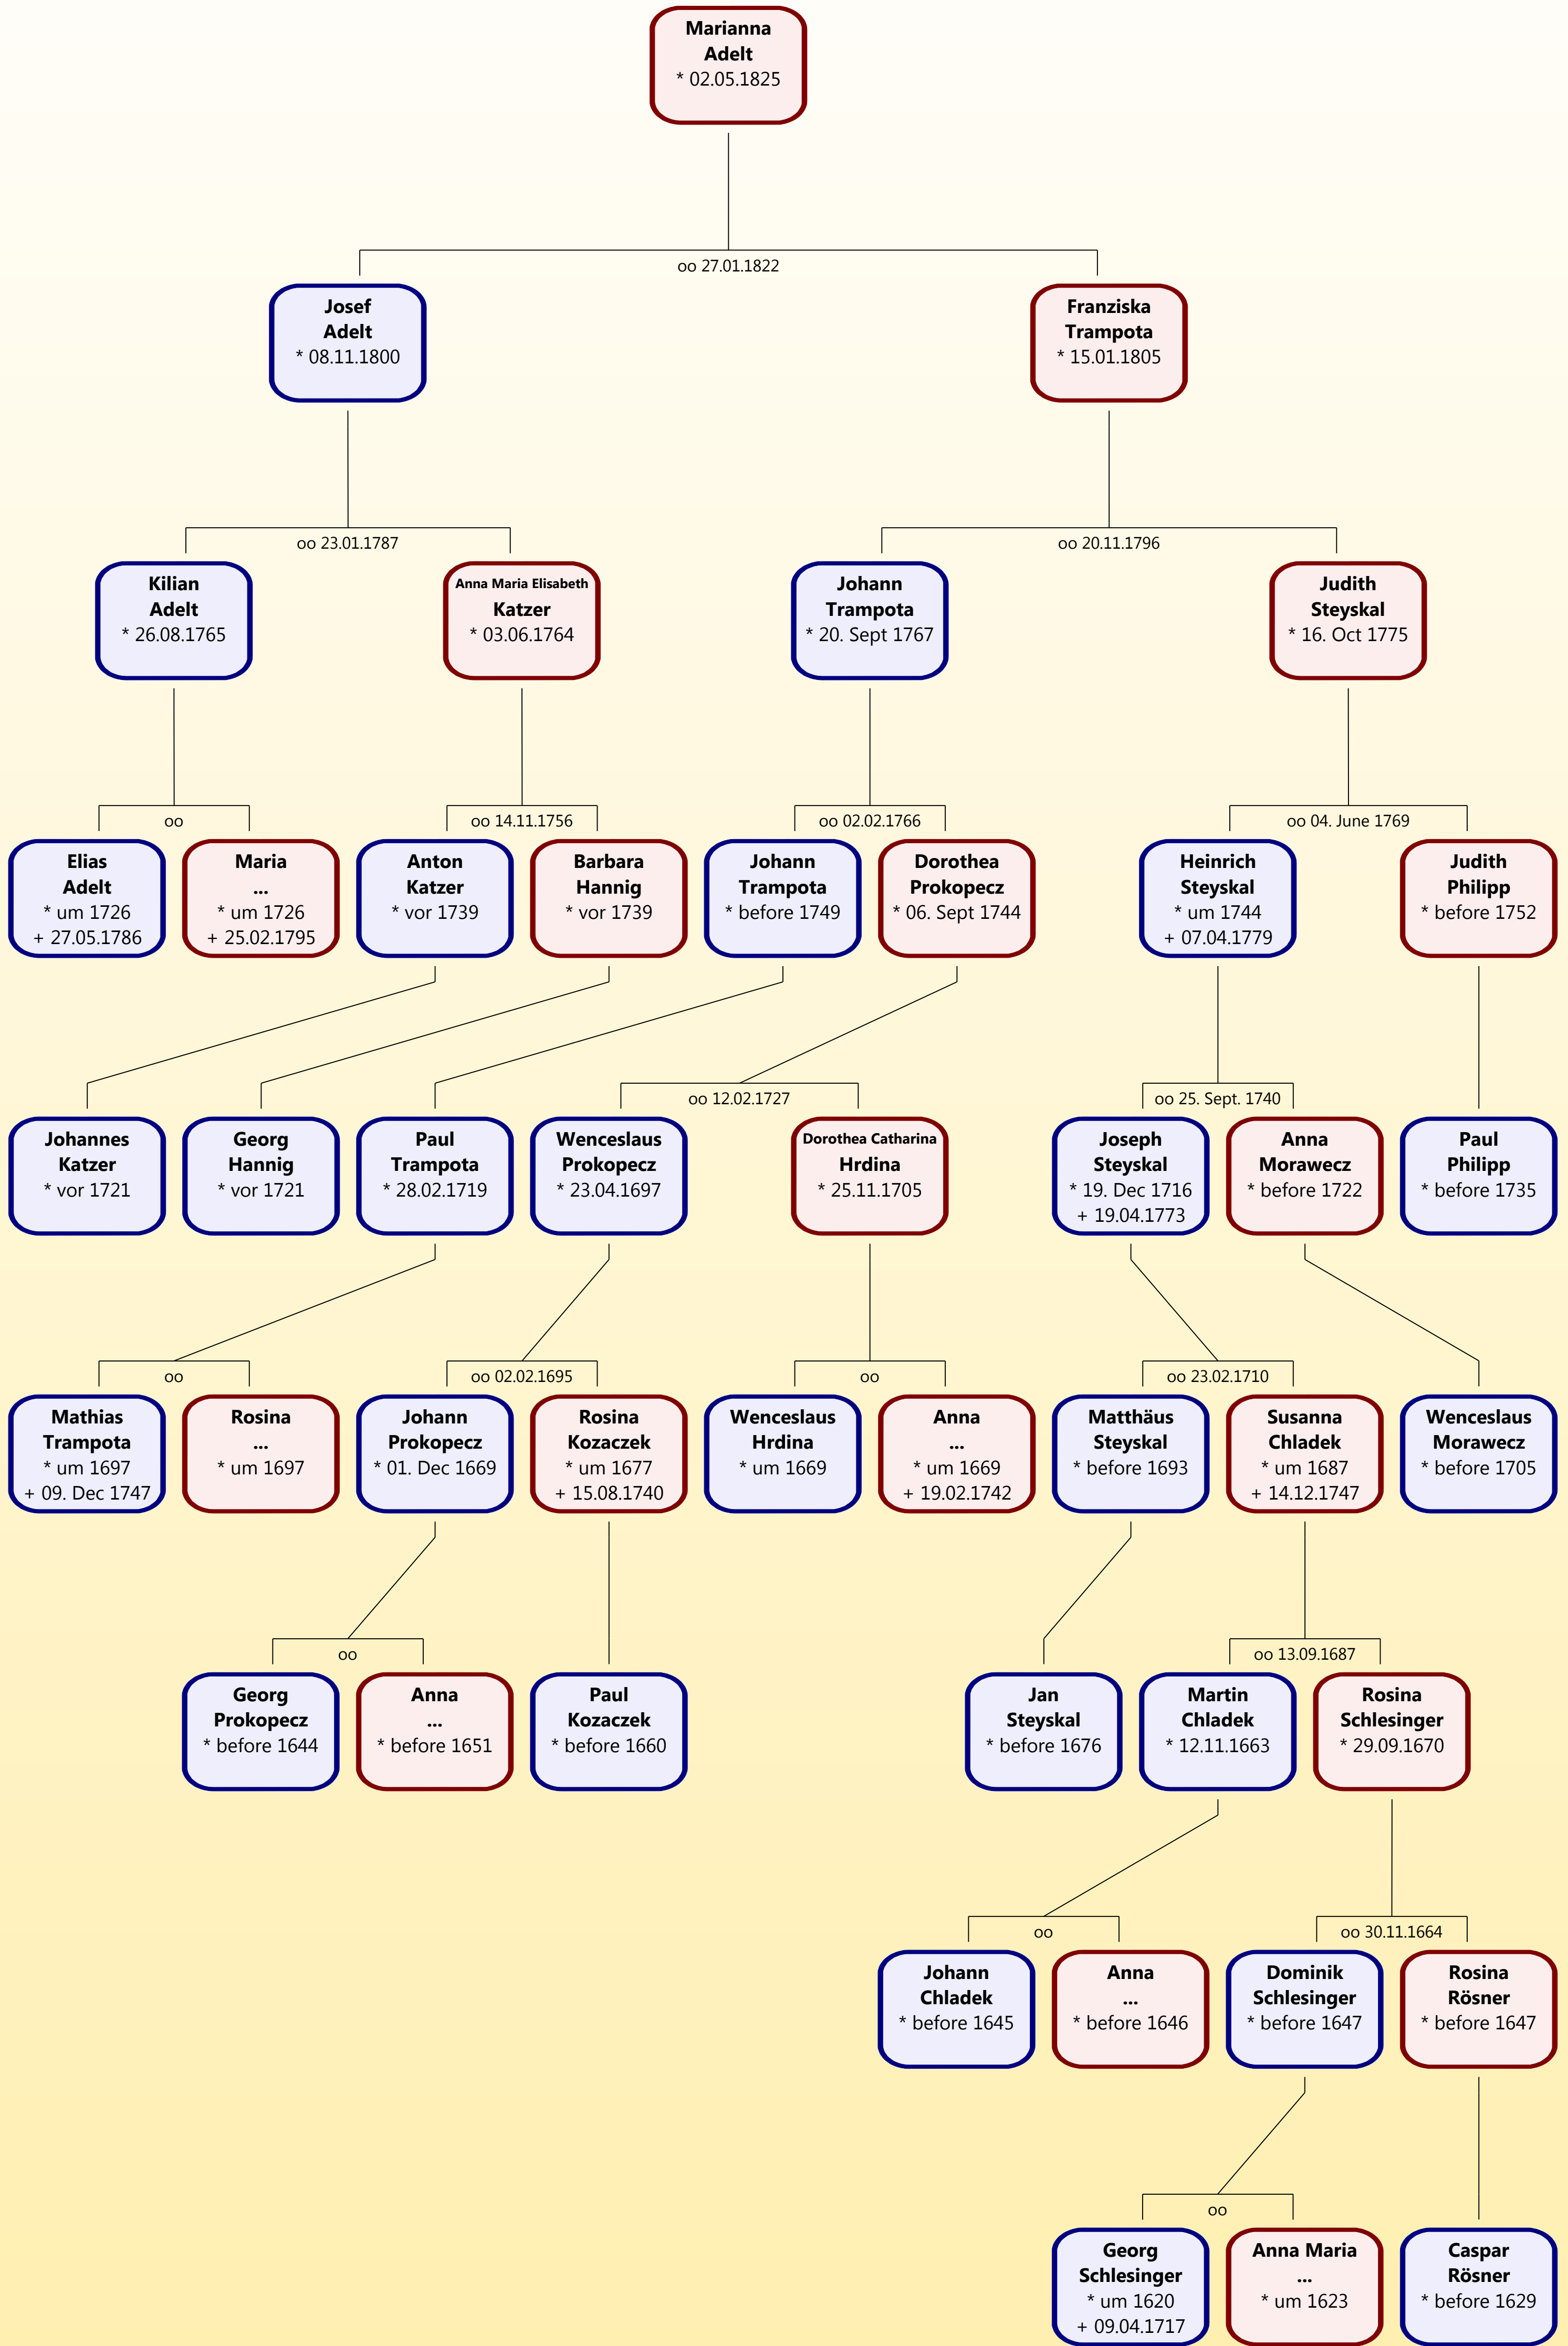 Marianna
Adelt
* 02.05.1825
oo 27.01.1822
Josef
Adelt
* 08.11.1800
Franziska
Trampota
* 15.01.1805
oo 23.01.1787
oo 20.11.1796
Kilian
Adelt
* 26.08.1765
Anna Maria Elisabeth
Katzer
* 03.06.1764
Johann
Trampota
* 20. Sept 1767
Judith
Steyskal
* 16. Oct 1775
oo
oo 14.11.1756
oo 02.02.1766
oo 04. June 1769
Elias
Adelt
* um 1726
+ 27.05.1786
Maria
...
* um 1726
+ 25.02.1795
Anton
Katzer
* vor 1739
Barbara
Hannig
* vor 1739
Johann
Trampota
* before 1749
Dorothea
Prokopecz
* 06. Sept 1744
Heinrich
Steyskal
* um 1744
+ 07.04.1779
Judith
Philipp
* before 1752
oo 12.02.1727
oo 25. Sept. 1740
Johannes
Katzer
* vor 1721
Georg
Hannig
* vor 1721
Paul
Trampota
* 28.02.1719
Wenceslaus
Prokopecz
* 23.04.1697
Dorothea Catharina
Hrdina
* 25.11.1705
Joseph
Steyskal
* 19. Dec 1716
+ 19.04.1773
Anna
Morawecz
* before 1722
Paul
Philipp
* before 1735
oo
oo 02.02.1695
oo
oo 23.02.1710
Mathias
Trampota
* um 1697
+ 09. Dec 1747
Rosina
...
* um 1697
Johann
Prokopecz
* 01. Dec 1669
Rosina
Kozaczek
* um 1677
+ 15.08.1740
Wenceslaus
Hrdina
* um 1669
Anna
...
* um 1669
+ 19.02.1742
Matthäus
Steyskal
* before 1693
Susanna
Chladek
* um 1687
+ 14.12.1747
Wenceslaus
Morawecz
* before 1705
oo
oo 13.09.1687
Georg
Prokopecz
* before 1644
Anna
...
* before 1651
Paul
Kozaczek
* before 1660
Jan
Steyskal
* before 1676
Martin
Chladek
* 12.11.1663
Rosina
Schlesinger
* 29.09.1670
oo
oo 30.11.1664
Johann
Chladek
* before 1645
Anna
...
* before 1646
Dominik
Schlesinger
* before 1647
Rosina
Rösner
* before 1647
oo
Georg
Schlesinger
* um 1620
+ 09.04.1717
Anna Maria
...
* um 1623
Caspar
Rösner
* before 1629